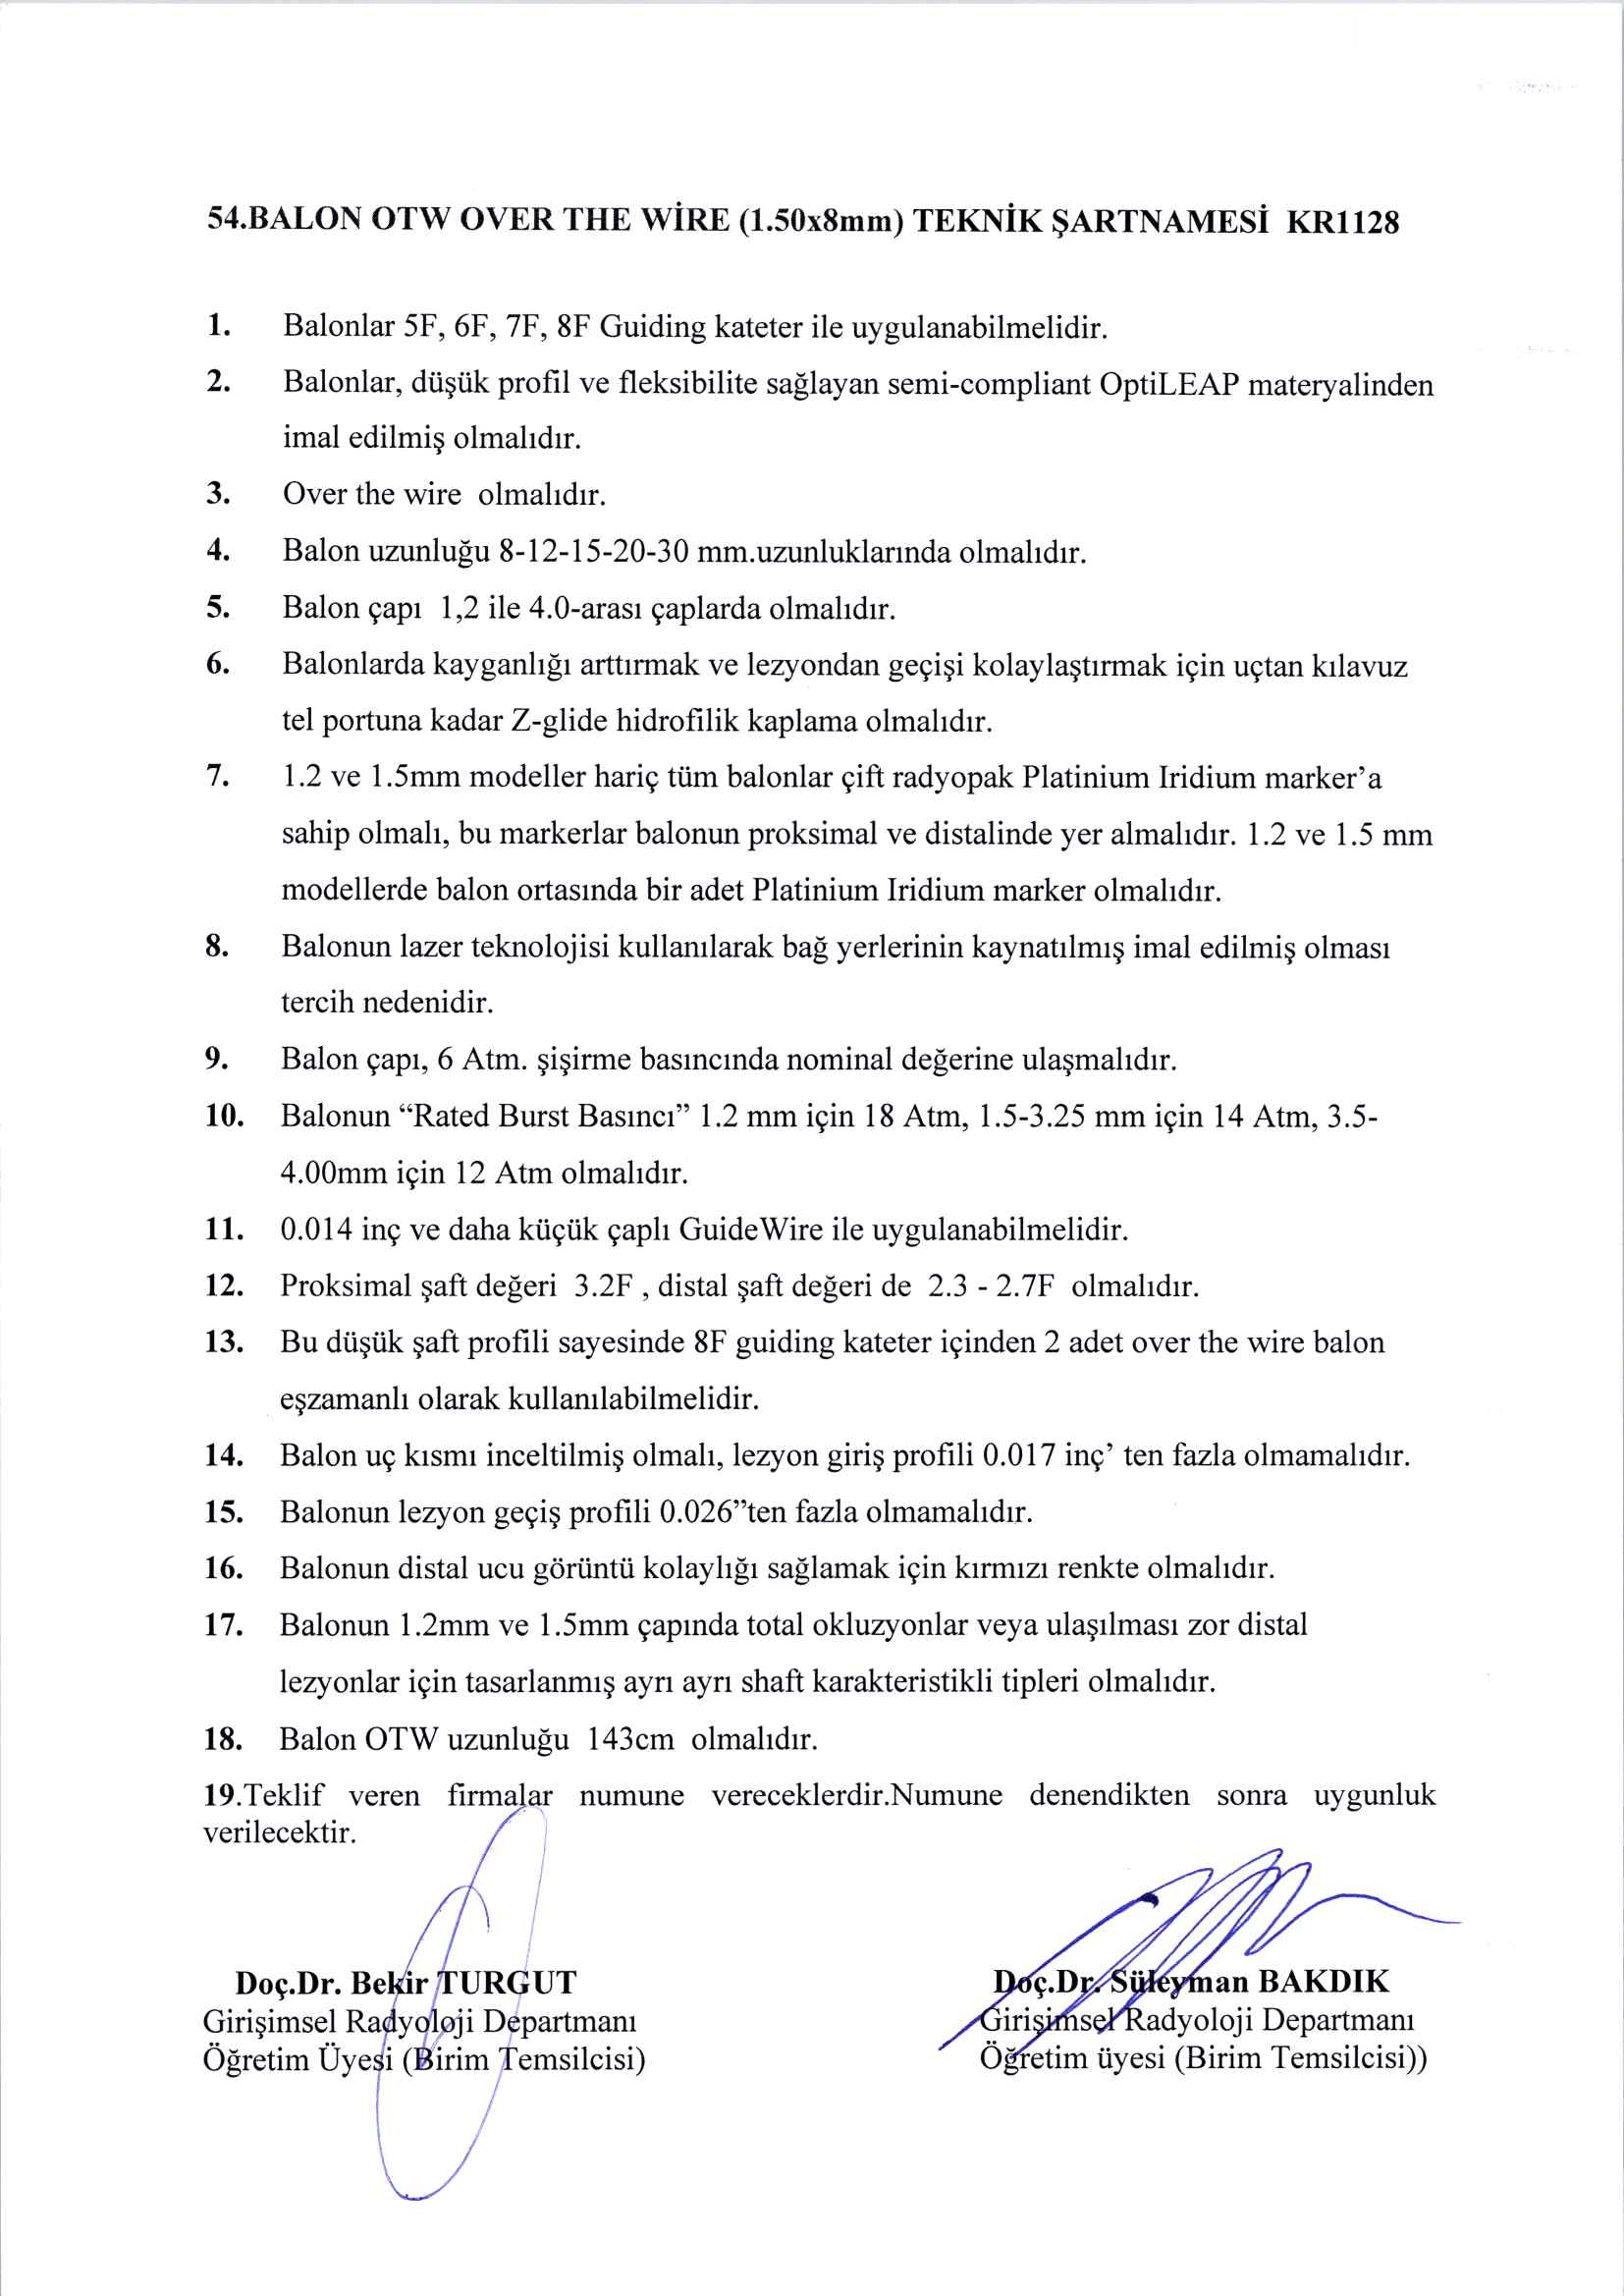 54.BALON OTW OVER THE WİRE (1.50x8mm) TEKNİK ŞARTNAMESİ KR1128
1. Balonlar 5F, 6F, 7F, 8F Guiding kateter ile uygulanabilmelidir.
2. Balonlar, düşük profil ve fleksibilite sağlayan semi-compliant OptiLEAP materyalinden
imal edilmiş olmalıdır.
3. Over the wire olmalıdır.
4. Balon uzunluğu 8-12-15-20-30 mm.uzunluklarında olmalıdır.
5. Balon çapı 1,2 ile 4.0-arası çaplarda olmalıdır.
6. Balonlarda kayganlığı arttırmak ve lezyondan geçişi kolaylaştırmak için uçtan kılavuz
tel portuna kadar Z-glide hidrofilik kaplama olmalıdır.
7. 1.2 ve 1.5mm modeller hariç tüm balonlar çift radyopak Platinium Iridium marker’a
sahip olmalı, bu markerlar balonun proksimal ve distalinde yer almalıdır. 1.2 ve 1.5 mm
modellerde balon ortasında bir adet Platinium Iridium marker olmalıdır.
8. Balonun lazer teknolojisi kullanılarak bağ yerlerinin kaynatılmış imal edilmiş olması
tercih nedenidir.
9. Balon çapı, 6 Atm. şişirme basıncında nominal değerine ulaşmalıdır.
10. Balonun “Rated Burst Basıncı” 1.2 mm için 18 Atm, 1.5-3.25 mm için 14 Atm, 3.5-
4.00mm için 12 Atm olmalıdır.
11. 0.014 inç ve daha küçük çaplı GuideWire ile uygulanabilmelidir.
12. Proksimal şaft değeri 3.2F , distal şaft değeri de 2.3 - 2.7F olmalıdır.
13. Bu düşük şaft profili sayesinde 8F guiding kateter içinden 2 adet over the wire balon
eşzamanlı olarak kullanılabilmelidir.
14. Balon uç kısmı inceltilmiş olmalı, lezyon giriş profili 0.017 inç’ ten fazla olmamalıdır.
15. Balonun lezyon geçiş profili 0.026”ten fazla olmamalıdır.
16. Balonun distal ucu görüntü kolaylığı sağlamak için kırmızı renkte olmalıdır.
17. Balonun 1.2mm ve 1.5mm çapında total okluzyonlar veya ulaşılması zor distal
lezyonlar için tasarlanmış ayrı ayrı shaft karakteristikli tipleri olmalıdır.
18. Balon OTW uzunluğu 143cm olmalıdır.
19.Teklif veren firmalar numune vereceklerdir.Numune denendikten sonra uygunluk
verilecektir.
Doç.Dr. Bekir TURGUT
Girişimsel Radyoloji Departmanı
Öğretim Üyesi (Birim Temsilcisi)
Doç.Dr. Süleyman BAKDIK
Girişimsel Radyoloji Departmanı
Öğretim üyesi (Birim Temsilcisi))